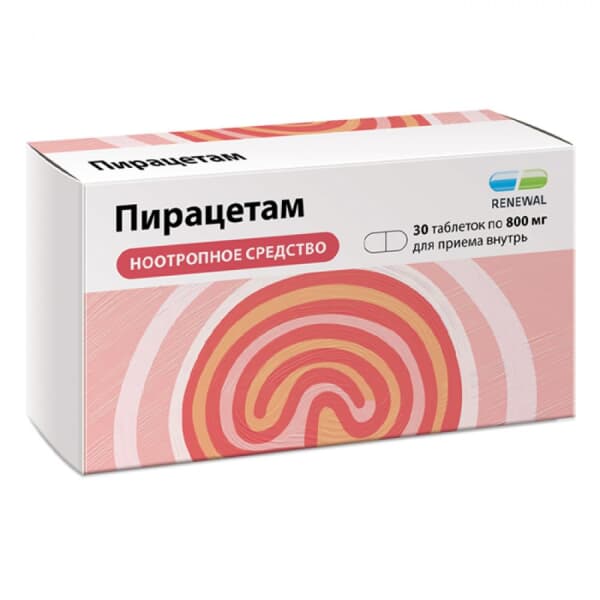 Пирацетам
Пирацетам
НООТРОПНОЕ СРЕДСТВО
RENEWAL
30 таблеток по 800 мг
для приема внутрь